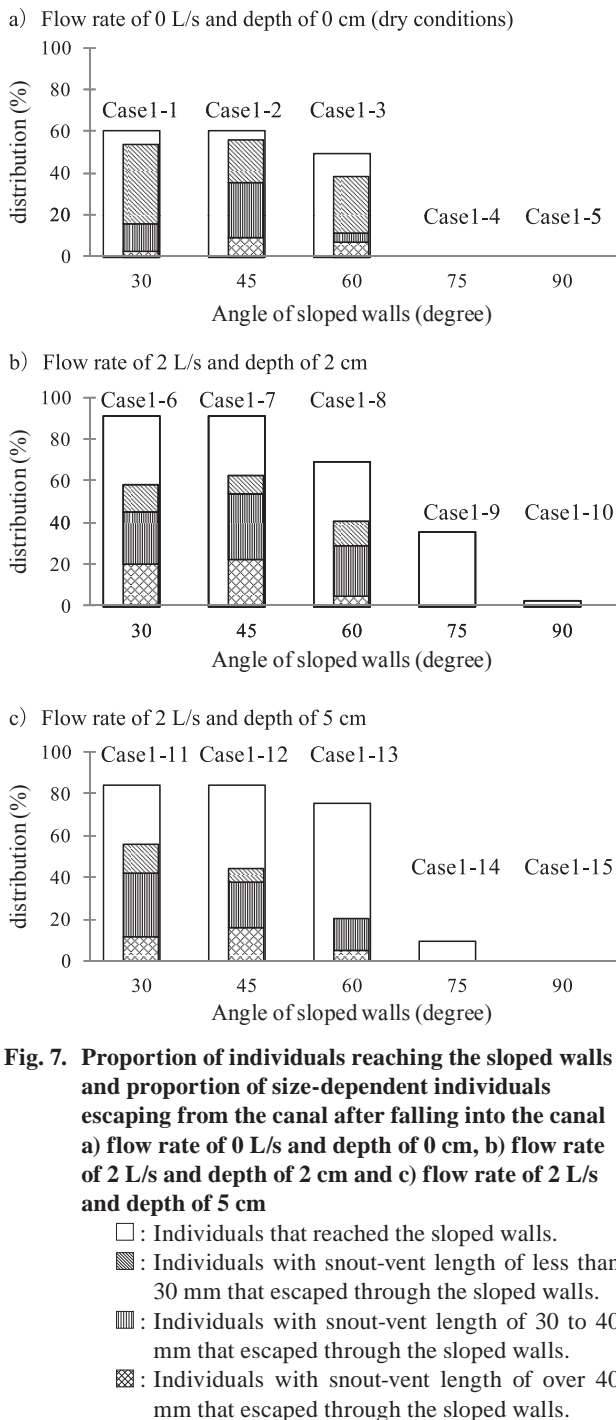 a) Flow rate of 0 L/s and depth of 0 cm (dry conditions)
100
80
60
40
20
0
distribution (%)
Case1-1 Case1-2 Case1-3
Case1-4 Case1-5
30 45 60 75 90
Angle of sloped walls (degree)
b) Flow rate of 2 L/s and depth of 2 cm
100
80
60
40
20
0
distribution (%)
Case1-6 Case1-7 Case1-8
Case1-9 Case1-10
30 45 60 75 90
Angle of sloped walls (degree)
c) Flow rate of 2 L/s and depth of 5 cm
100
80
60
40
20
0
distribution (%)
Case1-11 Case1-12 Case1-13
Case1-14 Case1-15
30 45 60 75 90
Angle of sloped walls (degree)
Fig. 7. Proportion of individuals reaching the sloped walls
and proportion of size-dependent individuals
escaping from the canal after falling into the canal
a) flow rate of 0 L/s and depth of 0 cm, b) flow rate
of 2 L/s and depth of 2 cm and c) flow rate of 2 L/s
and depth of 5 cm
: Individuals that reached the sloped walls.
: Individuals with snout-vent length of less than
30 mm that escaped through the sloped walls.
: Individuals with snout-vent length of 30 to 40
mm that escaped through the sloped walls.
: Individuals with snout-vent length of over 40
mm that escaped through the sloped walls.